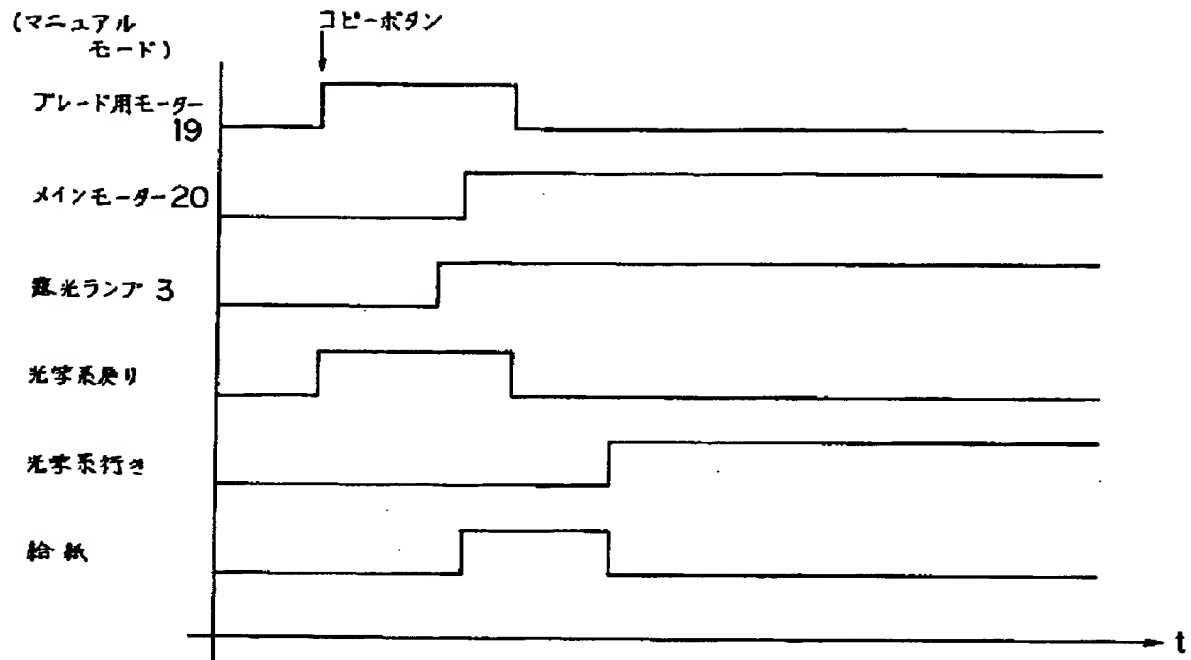 (マニュアル
モード)
コピーボタン
ブレード用モーター
19
メインモーター20
露光ランプ 3
光学系戻り
光学系行き
給紙
t